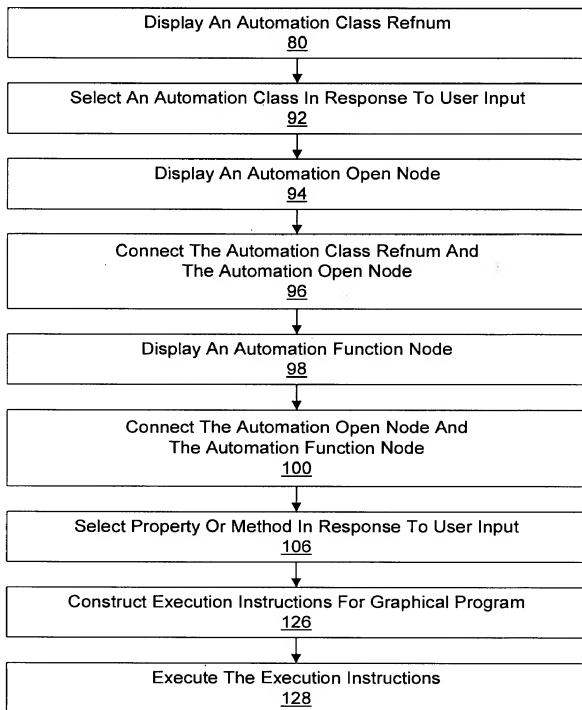 Display An Automation Class Refnum
80
Select An Automation Class In Response To User Input
92
Display An Automation Open Node
94
Connect The Automation Class Refnum And
The Automation Open Node
96
Display An Automation Function Node
98
Connect The Automation Open Node And
The Automation Function Node
100
Select Property Or Method In Response To User Input
106
Construct Execution Instructions For Graphical Program
126
Execute The Execution Instructions
128